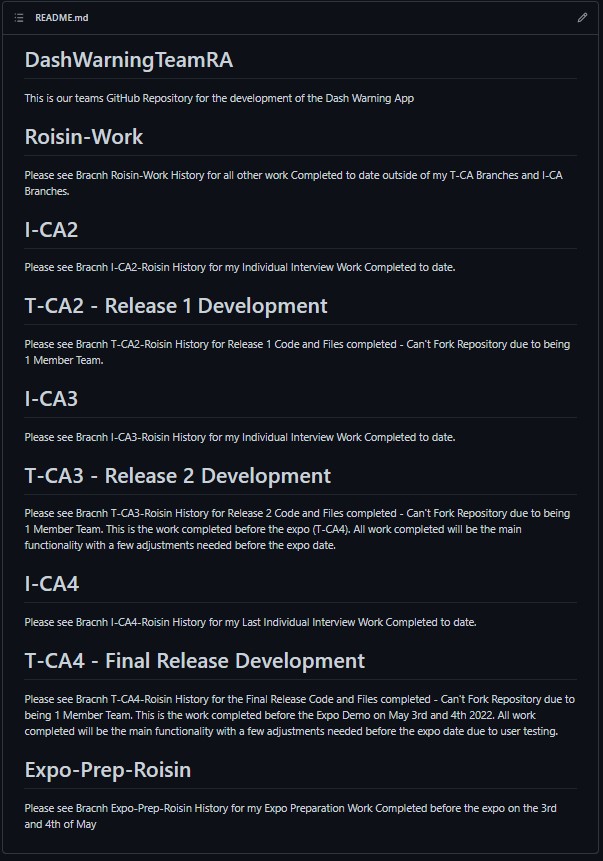 README.md
DashWarningTeamRA
This is our teams GitHub Repository for the development of the Dash Warning App
Roisin-Work
Please see Bracnh Roisin-Work History for all other work Completed to date outside of my T-CA Branches and I-CA
Branches.
I-CA2
Please see Bracnh I-CA2-Roisin History for my Individual Interview Work Completed to date.
T-CA2 - Release 1 Development
Please see Bracnh T-CA2-Roisin History for Release 1 Code and Files completed - Can't Fork Repository due to being
1 Member Team.
I-CA3
Please see Bracnh I-CA3-Roisin History for my Individual Interview Work Completed to date.
T-CA3 - Release 2 Development
Please see Bracnh T-CA3-Roisin History for Release 2 Code and Files completed - Can't Fork Repository due to being
1 Member Team. This is the work completed before the expo (T-CA4). All work completed will be the main
functionality with a few adjustments needed before the expo date.
I-CA4
Please see Bracnh I-CA4-Roisin History for my Last Individual Interview Work Completed to date.
T-CA4 - Final Release Development
Please see Bracnh T-CA4-Roisin History for the Final Release Code and Files completed - Can't Fork Repository due to
being 1 Member Team. This is the work completed before the Expo Demo on May 3rd and 4th 2022. All work
completed will be the main functionality with a few adjustments needed before the expo date due to user testing.
Expo-Prep-Roisin
Please see Bracnh Expo-Prep-Roisin History for my Expo Preparation Work Completed before the expo on the 3rd
and 4th of May